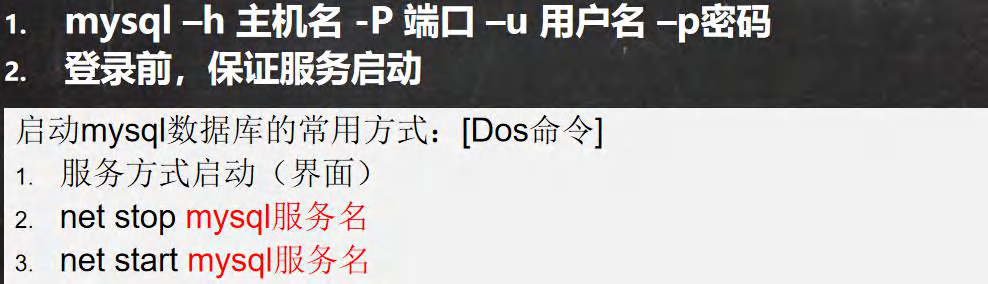 1. mysql –h 主机名 -P 端口 –u 用户名 –p密码
2. 登录前，保证服务启动
启动mysql数据库的常用方式：[Dos命令]
1. 服务方式启动（界面）
2. net stop mysql服务名
3. net start mysql服务名